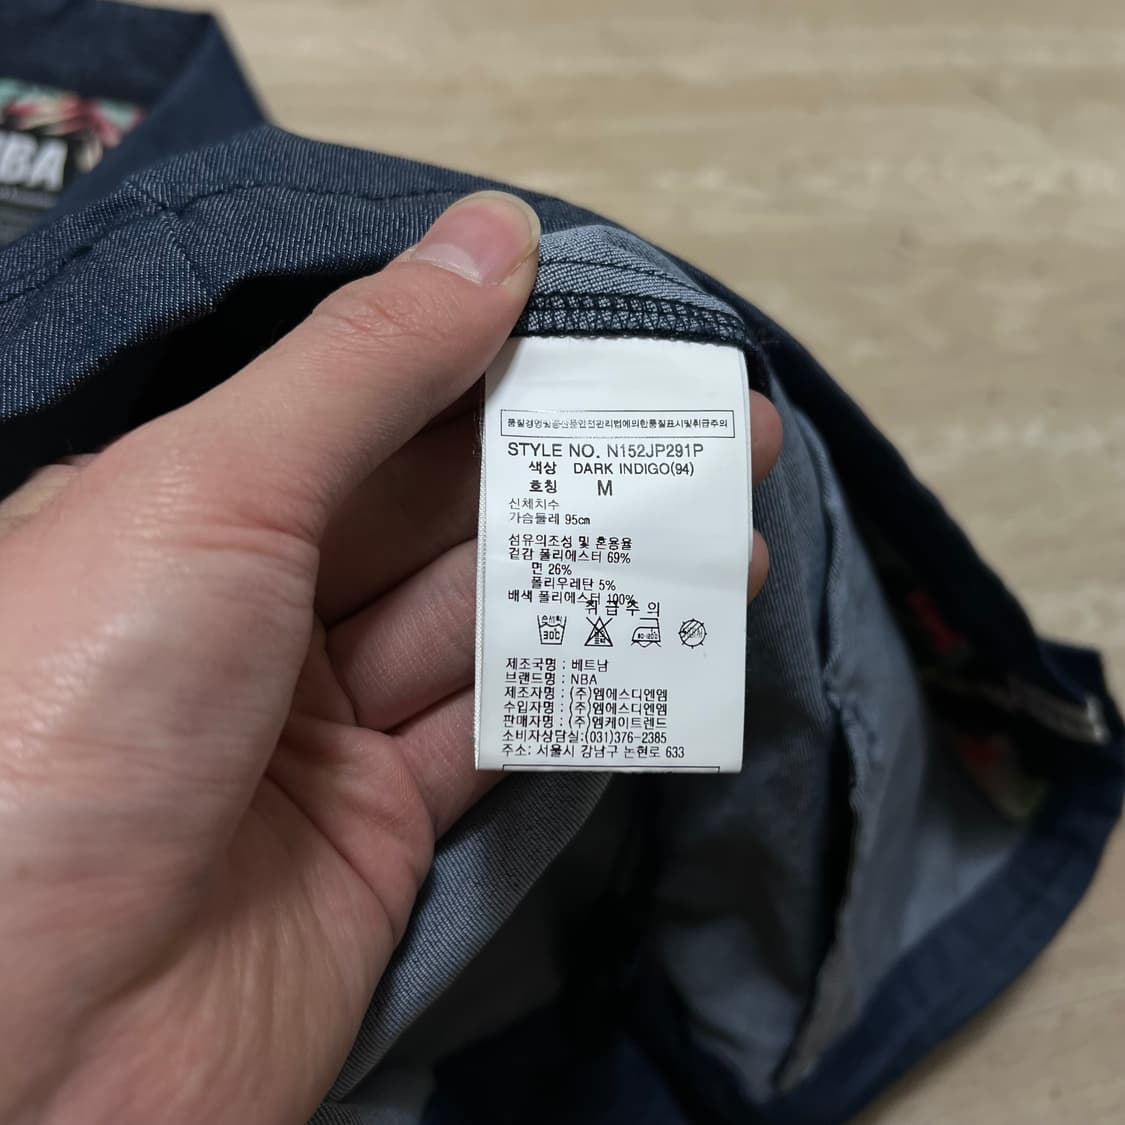 BA
품질경영및공산품안전관리법에의한품질표시및취급주의
STYLE NO. N152JP291P
색상 DARK INDIGO(94)
호칭 M
신체치수
가슴둘레 95cm
섬유의조성 및 혼용율
겉감 폴리에스터 69%
면 26%
폴리우레탄 5%
배색 폴리에스터 100%
취급주의
30℃
80-120℃
제조국명 : 베트남
브랜드명 : NBA
제조자명 : (주)엠에스디엔엠
수입자명 : (주)엠에스디엔엠
판매자명 : (주)엠케이트렌드
소비자상담실:(031)376-2385
주소: 서울시 강남구 논현로 633